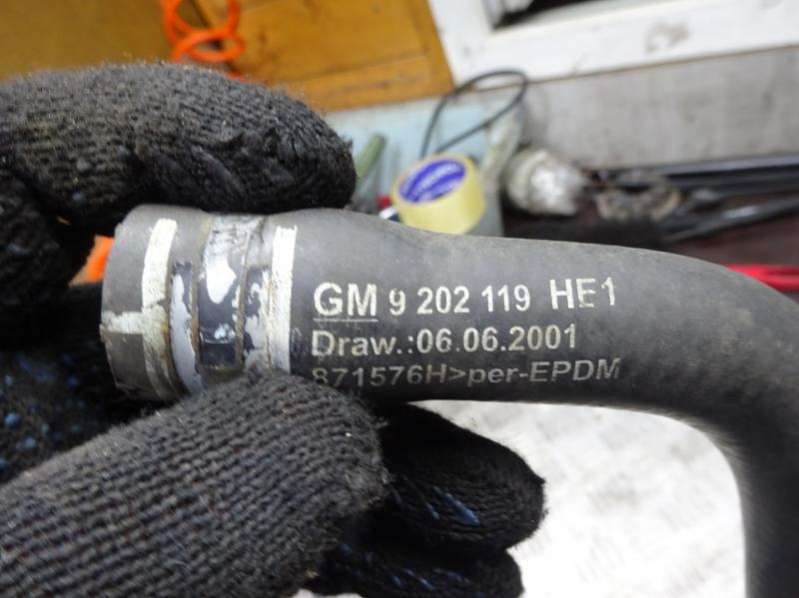 GM 9 202 119 HE1
Draw.:06.06.2001
871576H>per-EPDM